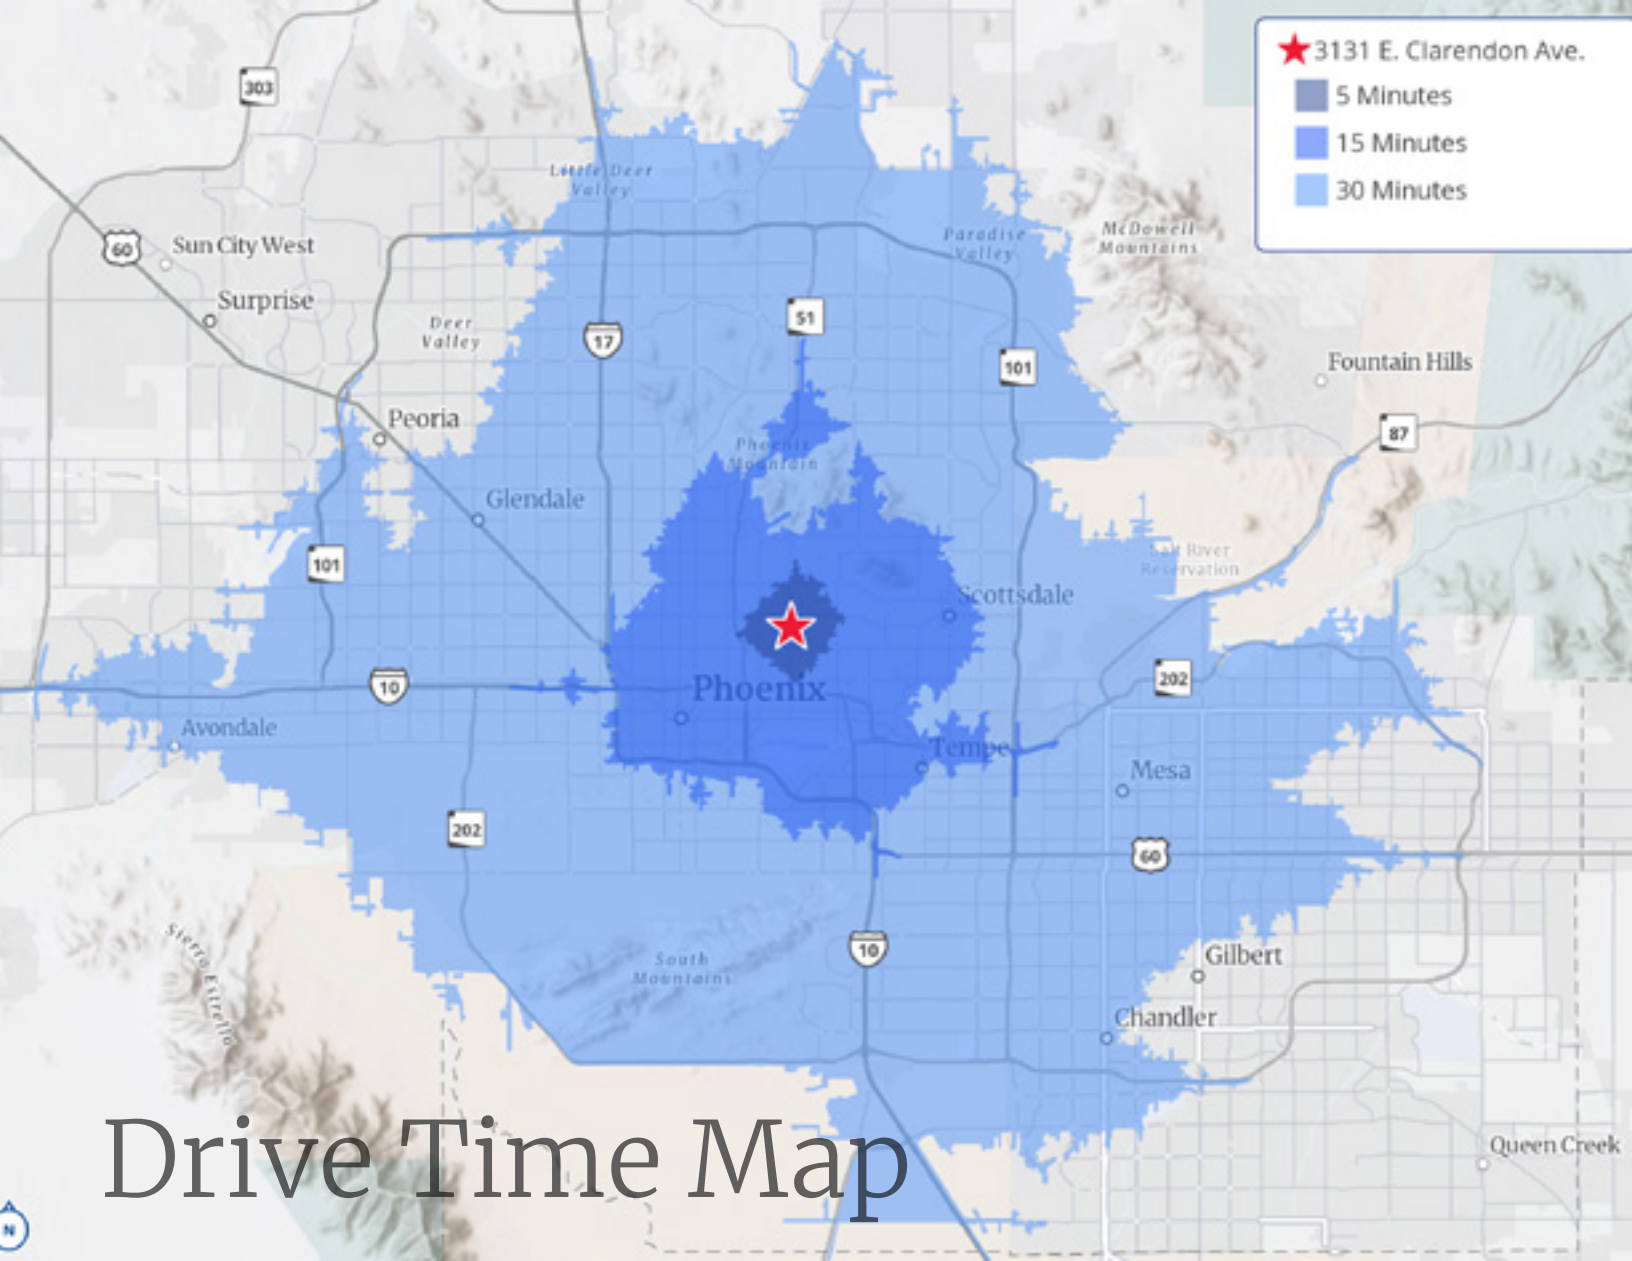 3131 E. Clarendon Ave.
5 Minutes
15 Minutes
30 Minutes
303
Little Deer
Valley
60
Sun City West
Paradise
Valley
McDowell
Mountains
Surprise
51
Deer
Valley
17
101
Fountain Hills
Peoria
87
Phoenix
Mountain
Glendale
101
Salt River
Reservation
Scottsdale
10
Phoenix
202
Avondale
Tempe
Mesa
202
60
Sierra Estrella
South
Mountains
10
Gilbert
Chandler
Drive Time Map
Queen Creek
N